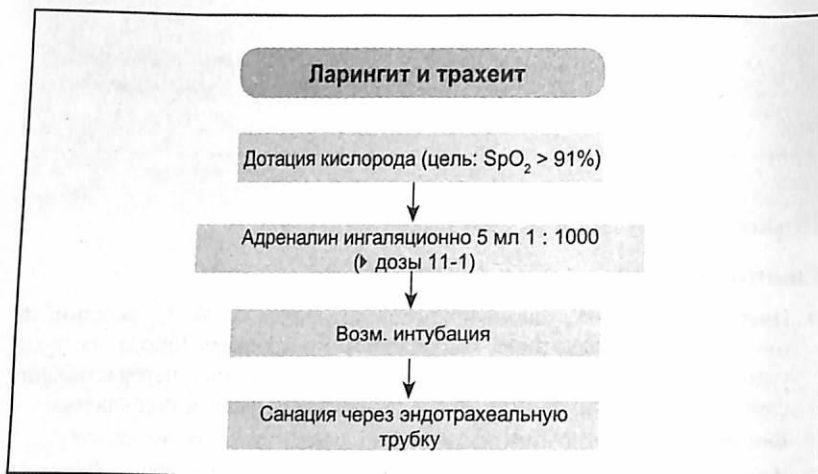 Ларингит и трахеит
Дотация кислорода (цель: SpO₂ > 91%)
Адреналин ингаляционно 5 мл 1 : 1000
(▸ дозы 11-1)
Возм. интубация
Санация через эндотрахеальную
трубку